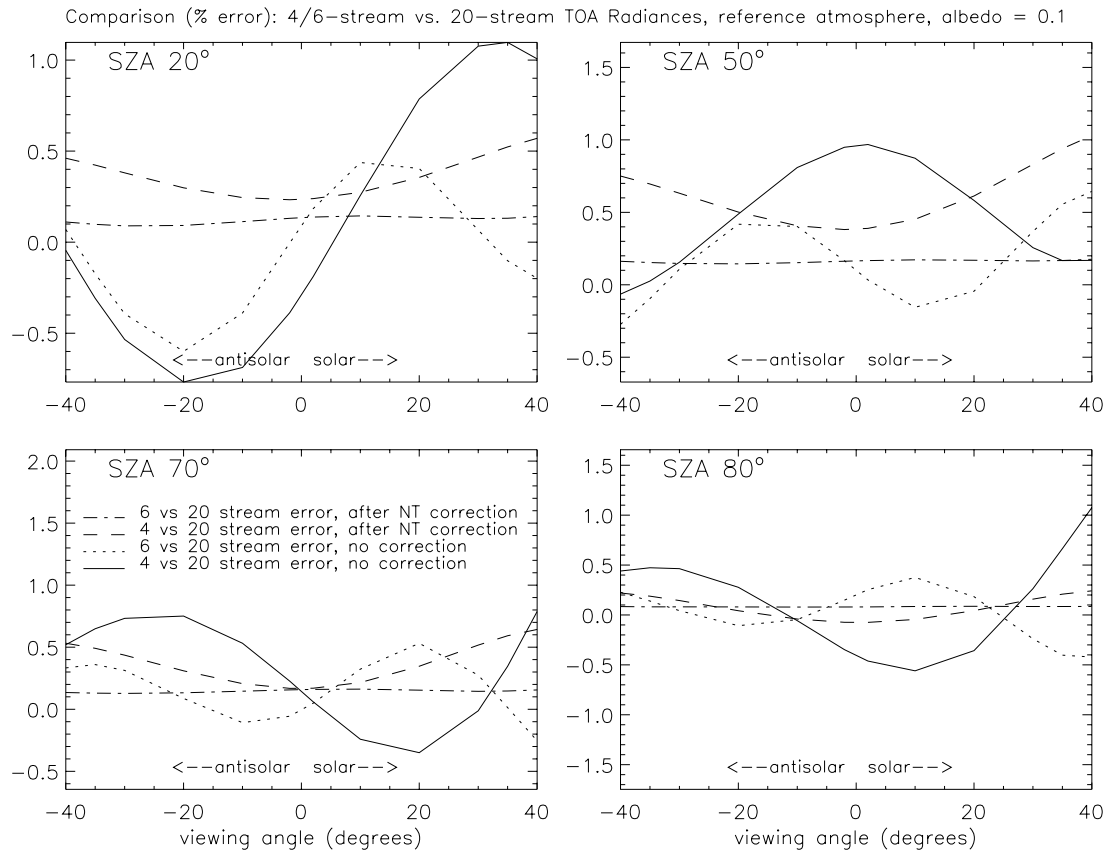 Comparison (% error): 4/6-stream vs. 20-stream TOA Radiances, reference atmosphere, albedo = 0.1
SZA 20°
1.0
0.5
0.0
−0.5
<--antisolar solar-->
−40 −20 0 20 40
SZA 50°
1.5
1.0
0.5
0.0
−0.5
<--antisolar solar-->
−40 −20 0 20 40
SZA 70°
2.0
1.5
1.0
0.5
0.0
−0.5
6 vs 20 stream error, after NT correction
4 vs 20 stream error, after NT correction
6 vs 20 stream error, no correction
4 vs 20 stream error, no correction
<--antisolar solar-->
−40 −20 0 20 40
viewing angle (degrees)
SZA 80°
1.5
1.0
0.5
0.0
−0.5
−1.0
−1.5
<--antisolar solar-->
−40 −20 0 20 40
viewing angle (degrees)